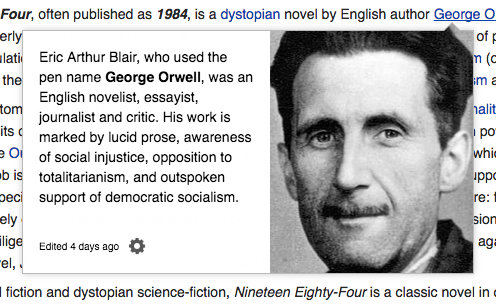 Four, often published as 1984, is a dystopian novel by English author George
Eric Arthur Blair, who used the
pen name George Orwell, was an
English novelist, essayist,
journalist and critic. His work is
marked by lucid prose, awareness
of social injustice, opposition to
totalitarianism, and outspoken
support of democratic socialism.
Edited 4 days ago
fiction and dystopian science-fiction, Nineteen Eighty-Four is a classic novel in